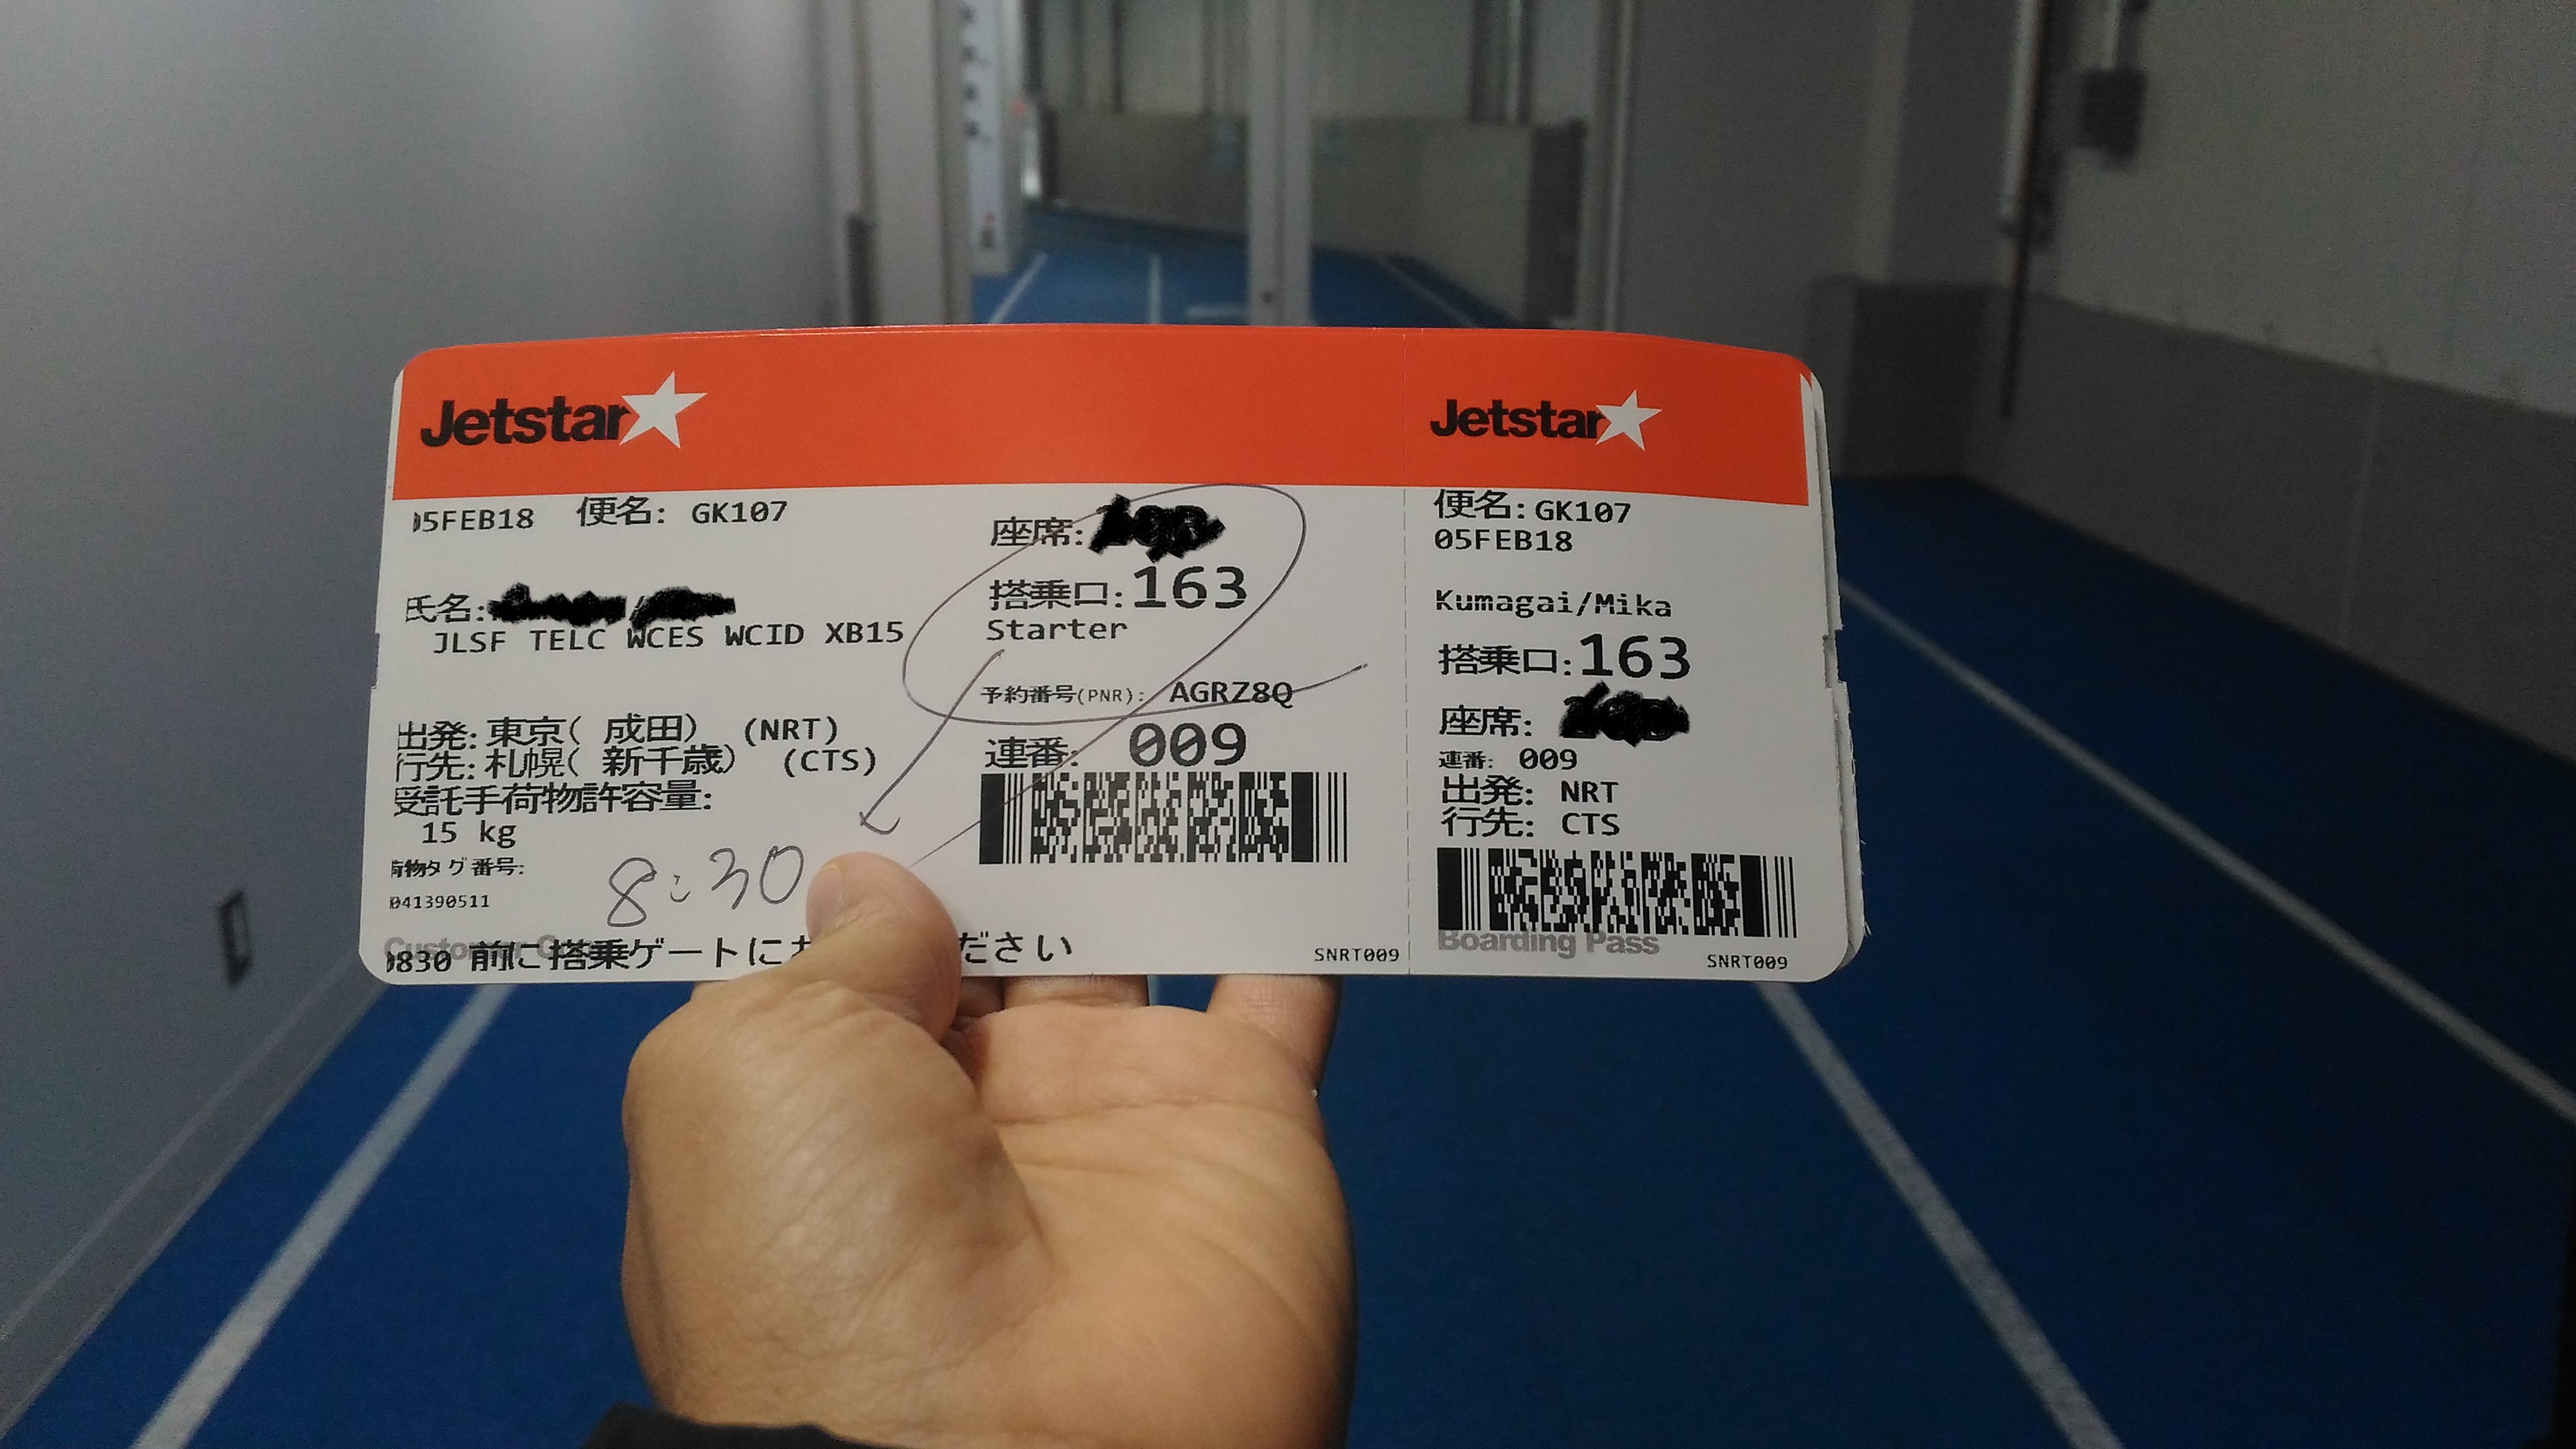 Jetstar
05FEB18 便名: GK107
座席:
氏名:
搭乗口:163
JLSF TELC WCES WCID XB15
Starter
予約番号(PNR): AGRZ8Q
出発: 東京( 成田) (NRT)
行先: 札幌( 新千歳) (CTS)
連番: 009
受託手荷物許容量:
15 kg
荷物タグ番号:
041390511
8:30
Customer
0830 前に搭乗ゲートにお ださい
SNRT009
Jetstar
便名:GK107
05FEB18
Kumagai/Mika
搭乗口:163
座席:
連番: 009
出発: NRT
行先: CTS
Boarding Pass
SNRT009